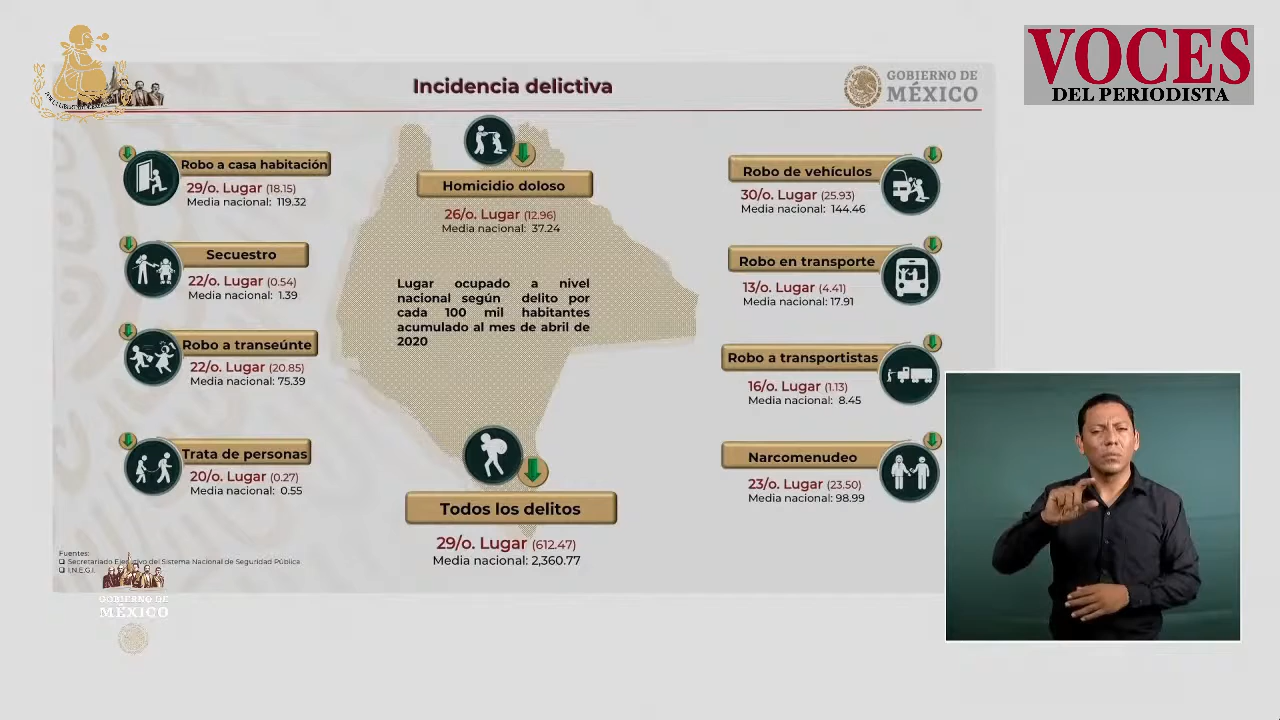 VOCES
DEL PERIODISTA
Incidencia delictiva
GOBIERNO DE
MÉXICO
Robo a casa habitación
29/o. Lugar (18.15)
Media nacional: 119.32
Secuestro
22/o. Lugar (0.54)
Media nacional: 1.39
Robo a transeúnte
22/o. Lugar (20.85)
Media nacional: 75.39
Trata de personas
20/o. Lugar (0.27)
Media nacional: 0.55
Homicidio doloso
26/o. Lugar (12.96)
Media nacional: 37.24
Lugar ocupado a nivel
nacional según delito por
cada 100 mil habitantes
acumulado al mes de abril de
2020
Todos los delitos
29/o. Lugar (612.47)
Media nacional: 2,360.77
Robo de vehículos
30/o. Lugar (25.93)
Media nacional: 144.46
Robo en transporte
13/o. Lugar (4.41)
Media nacional: 17.91
Robo a transportistas
16/o. Lugar (1.13)
Media nacional: 8.45
Narcomenudeo
23/o. Lugar (23.50)
Media nacional: 98.99
Fuentes:
Secretariado Ejecutivo del Sistema Nacional de Seguridad Pública
I.N.E.G.I.
GOBIERNO DE
MÉXICO